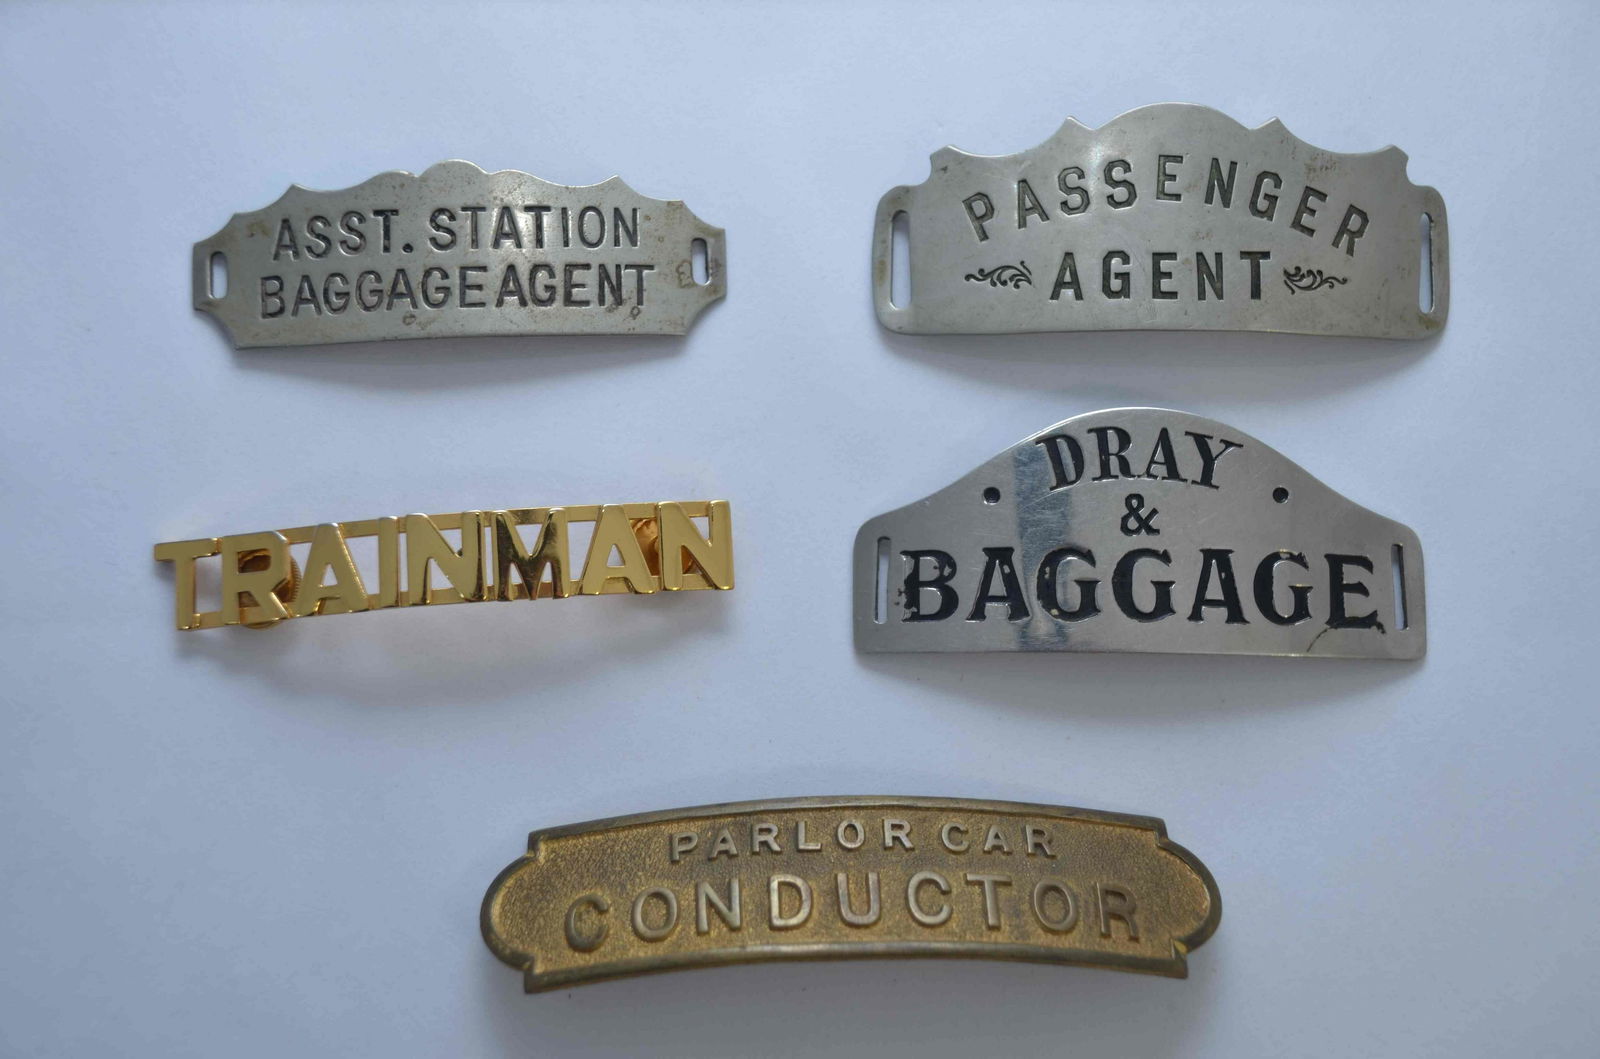 ASST. STATION
BAGGAGE AGENT
PASSENGER
AGENT
TRAINMAN
DRAY
&
BAGGAGE
PARLOR CAR
CONDUCTOR